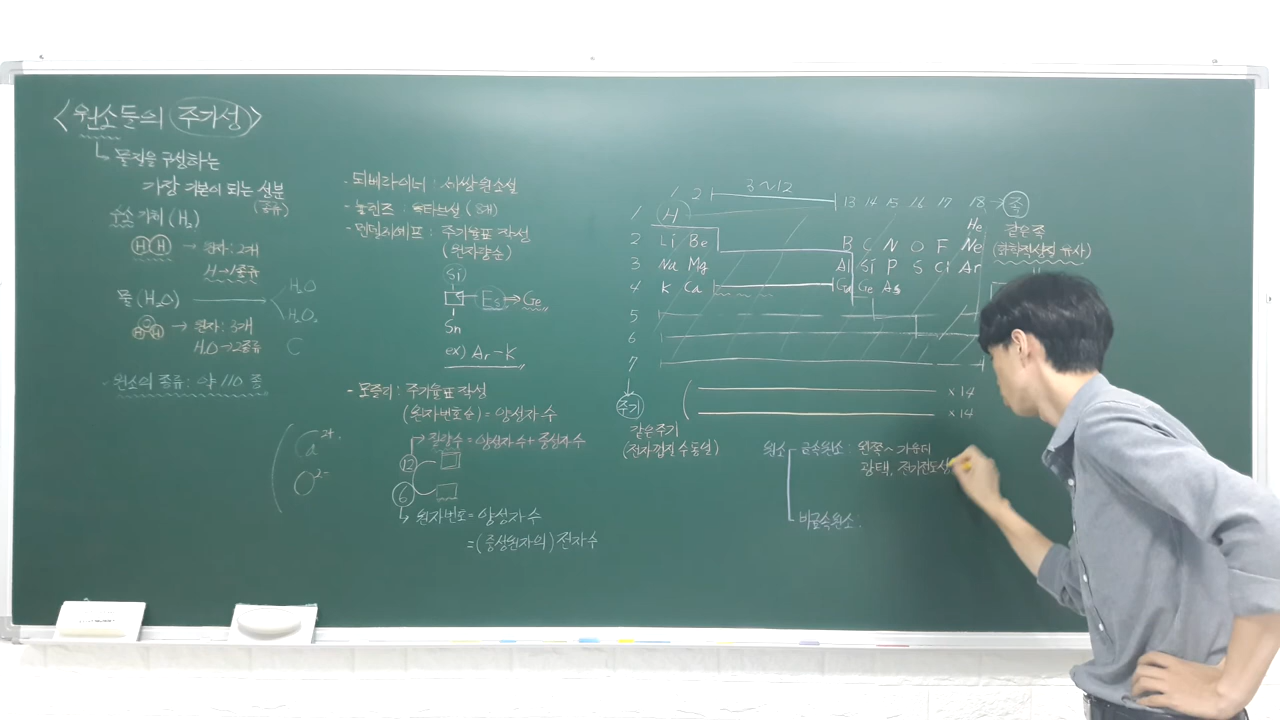 <원소들의 주기성>
물질을 구성하는
가장 기본이 되는 성분
(종류)
수소 기체 (H₂)
H H → 원자: 2개
H → 1종류
물 (H₂O)
H₂O
H₂O₂
C
H O H → 원자: 3개
H,O → 2종류
- 원소의 종류: 약 110 종
Ca²⁺
O²⁻
- 되베라이너 : 세쌍원소설
- 뉴랜즈 : 옥타브설 (8개)
- 멘델레예프 : 주기율표 작성
(원자량순)
Si
□ Es → Ge
Sn
ex) Ar - K
- 모즐리 : 주기율표 작성
(원자번호 순) = 양성자 수
질량수 = 양성자 수 + 중성자 수
12
6
원자번호 = 양성자 수
= (중성원자의) 전자 수
1 2 3~12 13 14 15 16 17 18 → 족
같은 족
(화학적성질 유사)
1 H He
2 Li Be B C N O F Ne
3 Na Mg Al Si P S Cl Ar
4 K Ca Ga Ge As
5
6
7
× 14
× 14
주기
같은주기
(전자껍질 수 동일)
원소
금속원소 : 왼쪽 ~ 가운데
광택, 전기전도성
비금속원소 :